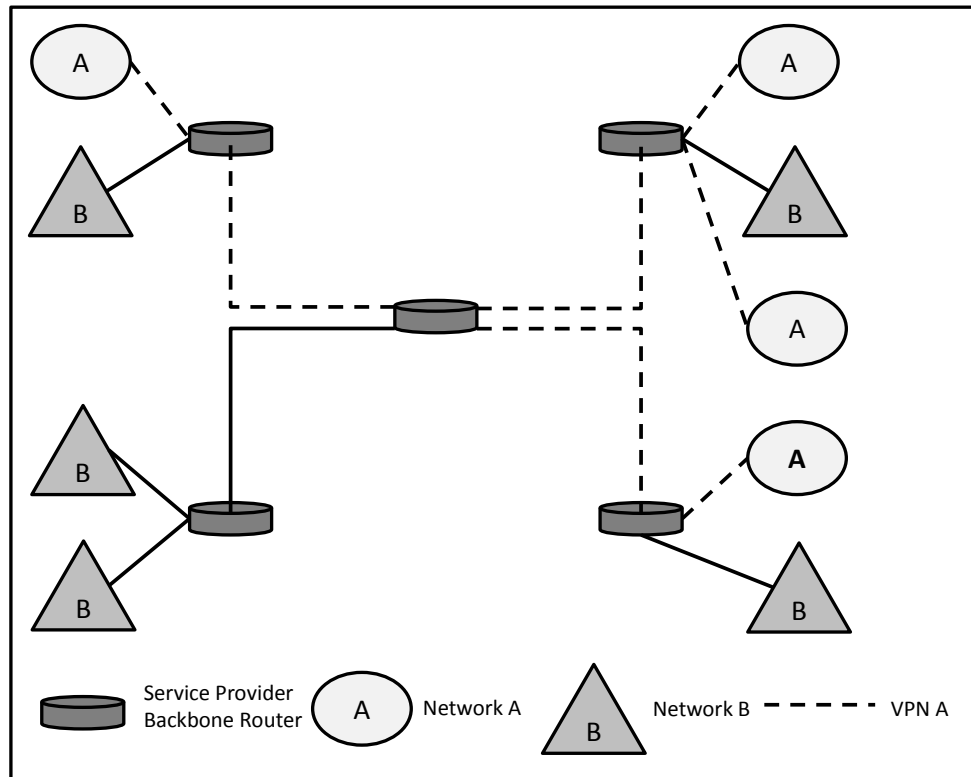 A
A
B
B
A
B
A
B
B
Service Provider
Backbone Router
A
Network A
B
Network B
VPN A